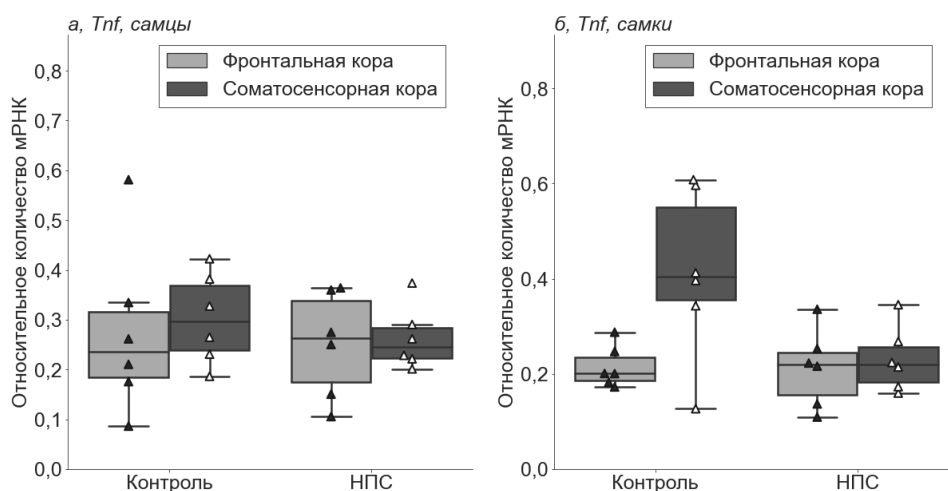 а, Tnf, самцы
Относительное количество мРНК
0,8
0,7
0,6
0,5
0,4
0,3
0,2
0,1
0,0
Фронтальная кора
Соматосенсорная кора
Контроль
НПС
б, Tnf, самки
Относительное количество мРНК
0,8
0,6
0,4
0,2
0,0
Фронтальная кора
Соматосенсорная кора
Контроль
НПС